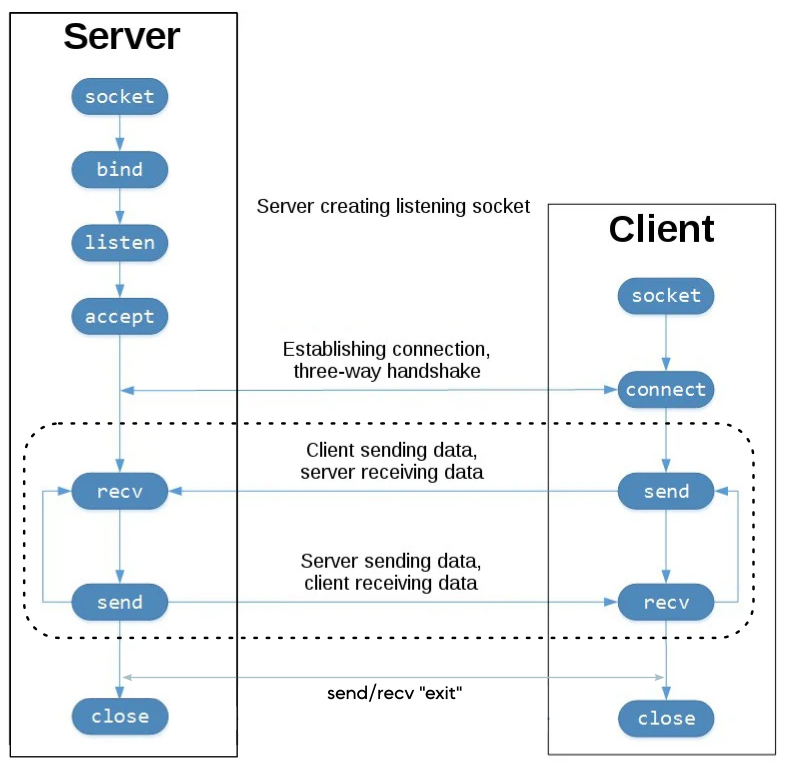 Server
socket
bind
listen
accept
Server creating listening socket
Client
socket
Establishing connection,
three-way handshake
connect
Client sending data,
server receiving data
recv
send
Server sending data,
client receiving data
send
recv
send/recv "exit"
close
close